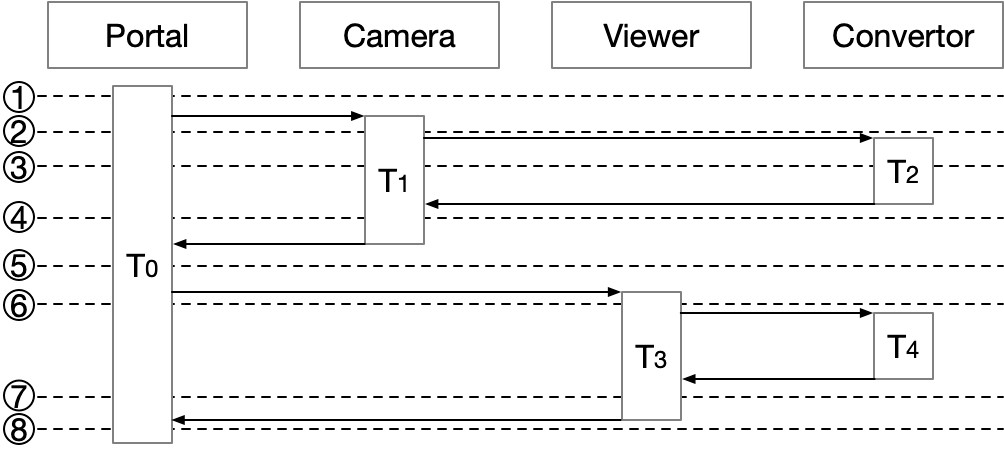 Portal Camera Viewer Convertor
①
②
③ T2
T1
④
⑤ T0
⑥
T3 T4
⑦
⑧